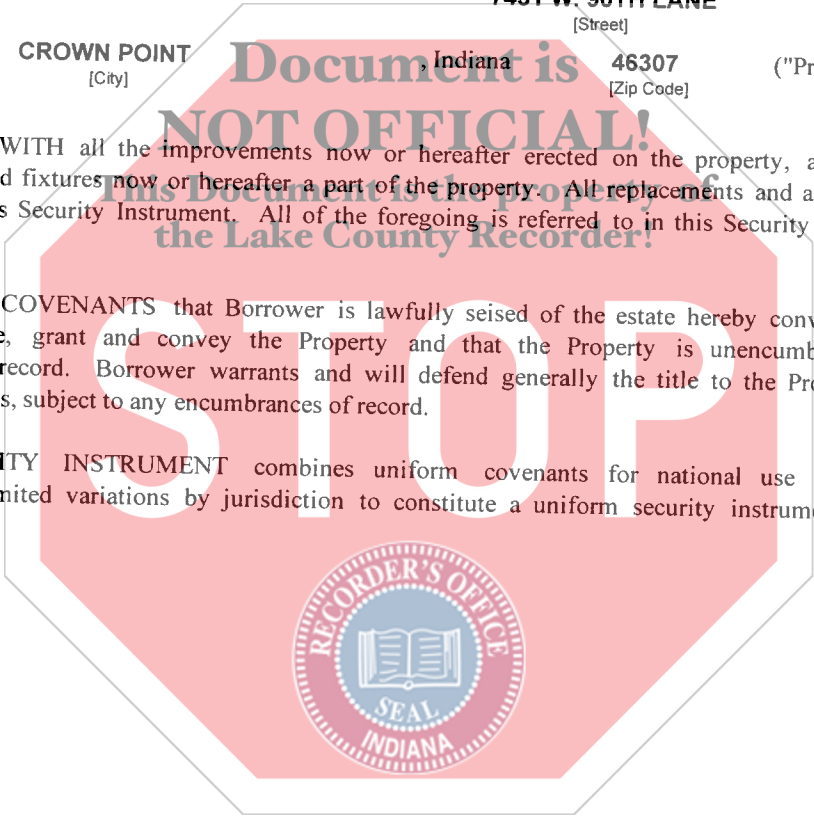 LANE
[Street]
CROWN POINT , Indiana 46307 ("Pr
[City] [Zip Code]
Document is
NOT OFFICIAL!
This Document is the property of
the Lake County Recorder!
WITH all the improvements now or hereafter erected on the property, a
d fixtures now or hereafter a part of the property. All replacements and a
s Security Instrument. All of the foregoing is referred to in this Security
COVENANTS that Borrower is lawfully seised of the estate hereby conv
e, grant and convey the Property and that the Property is unencumb
record. Borrower warrants and will defend generally the title to the Pro
s, subject to any encumbrances of record.
ITY INSTRUMENT combines uniform covenants for national use
mited variations by jurisdiction to constitute a uniform security instrume
STOP
RECORDER'S OFFICE
SEAL
INDIANA